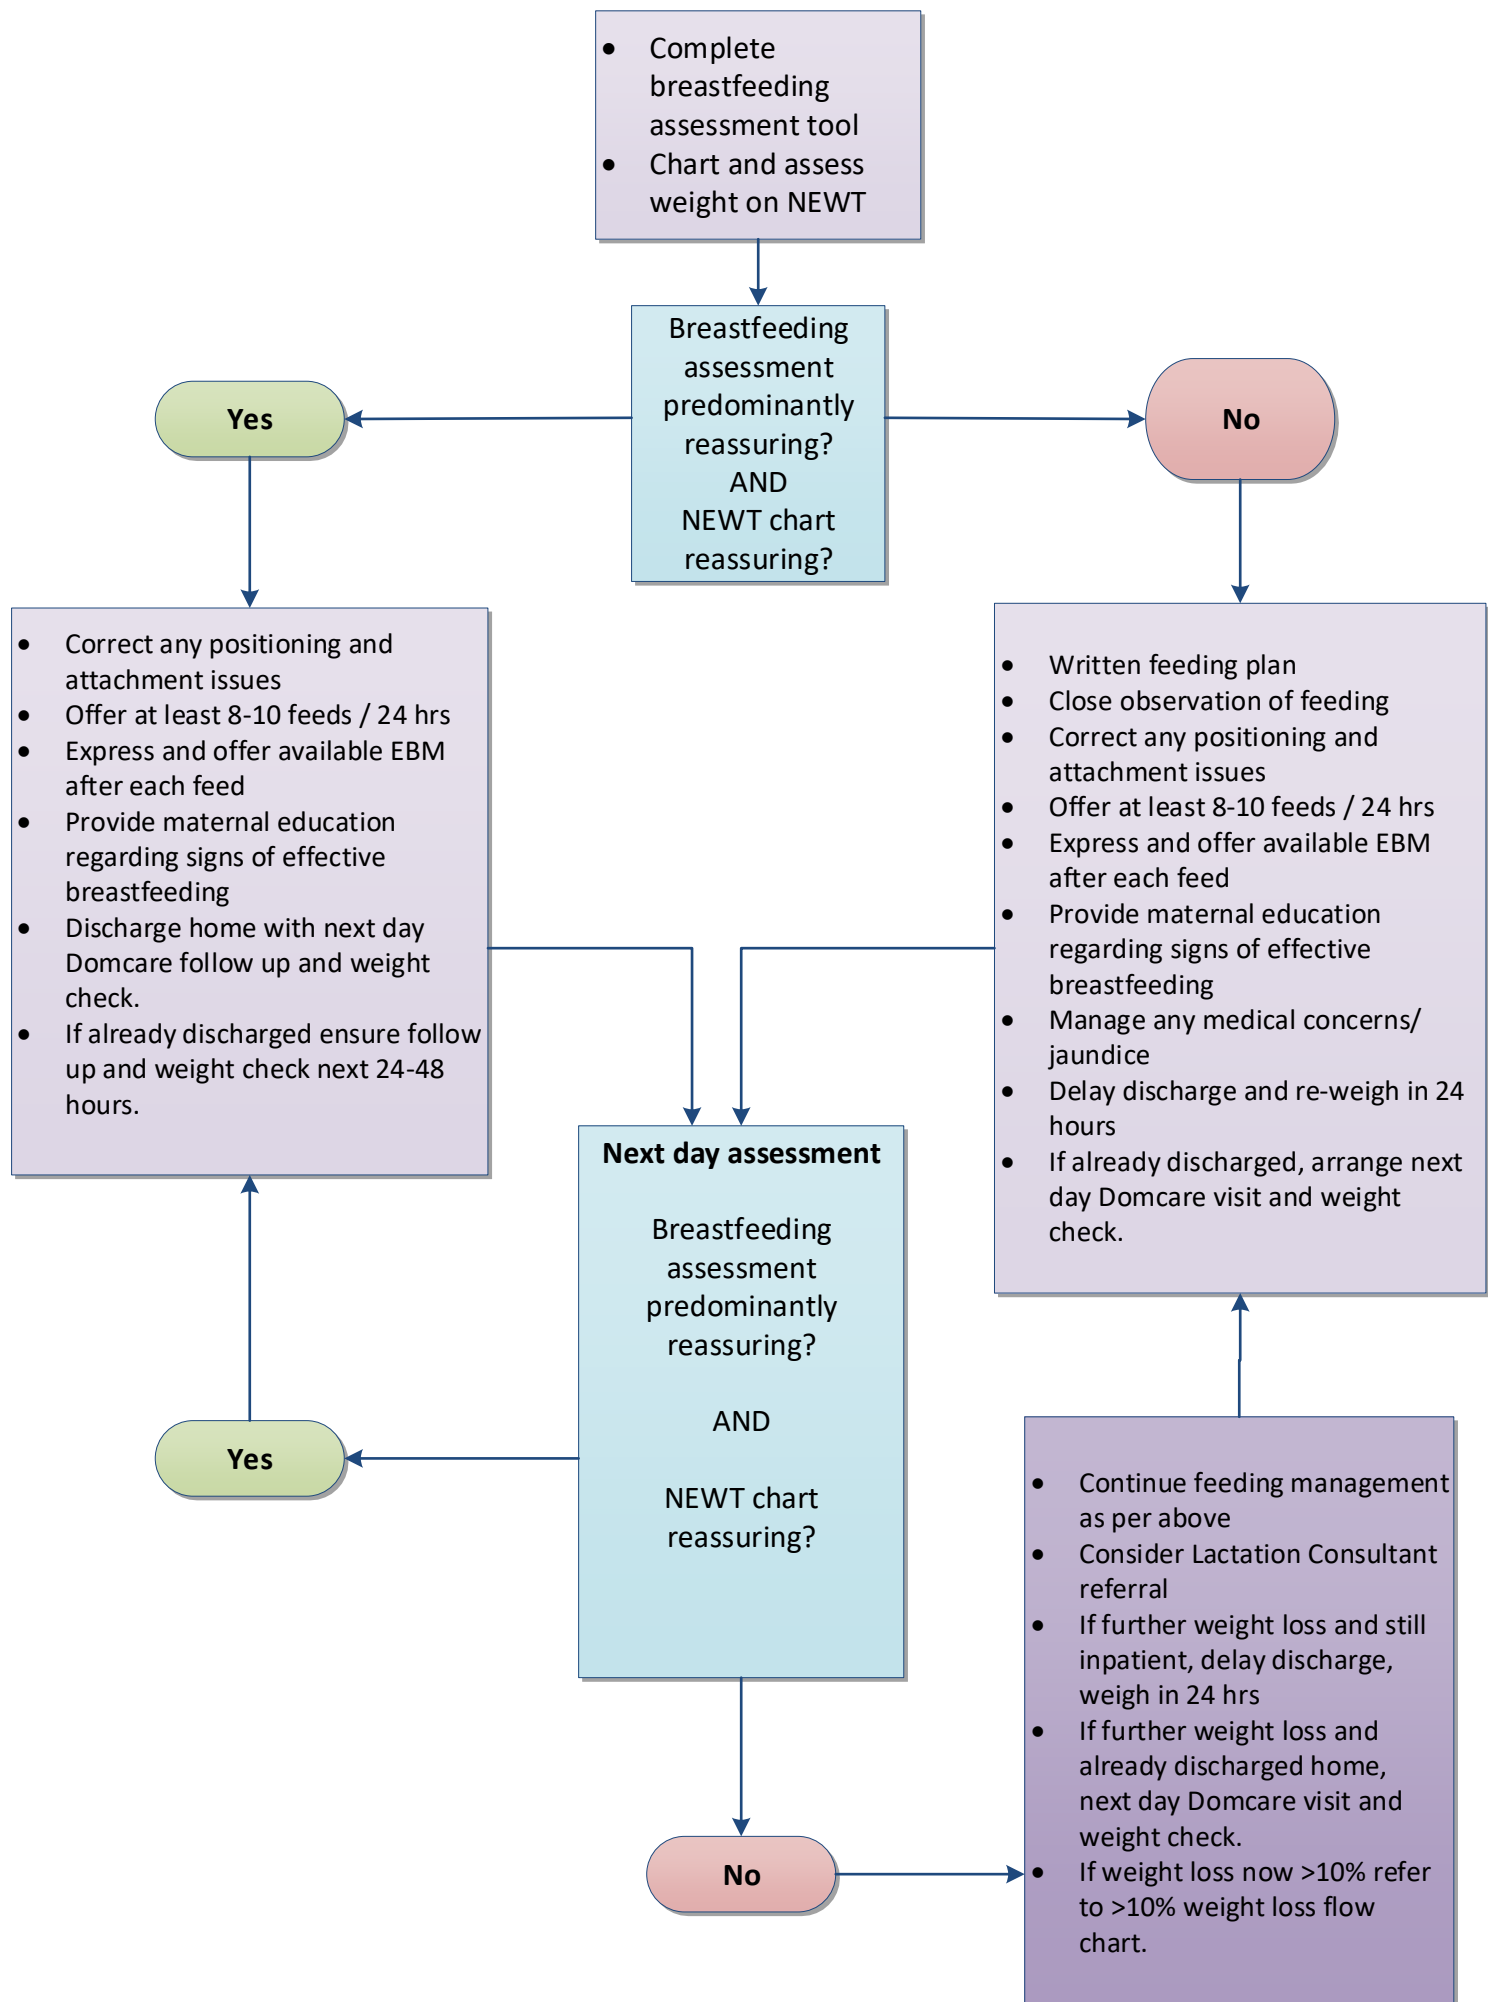 • Complete
breastfeeding
assessment tool
• Chart and assess
weight on NEWT
Breastfeeding
assessment
predominantly
reassuring?
AND
NEWT chart
reassuring?
Yes
No
• Correct any positioning and
attachment issues
• Offer at least 8-10 feeds / 24 hrs
• Express and offer available EBM
after each feed
• Provide maternal education
regarding signs of effective
breastfeeding
• Discharge home with next day
Domcare follow up and weight
check.
• If already discharged ensure follow
up and weight check next 24-48
hours.
• Written feeding plan
• Close observation of feeding
• Correct any positioning and
attachment issues
• Offer at least 8-10 feeds / 24 hrs
• Express and offer available EBM
after each feed
• Provide maternal education
regarding signs of effective
breastfeeding
• Manage any medical concerns/
jaundice
• Delay discharge and re-weigh in 24
hours
• If already discharged, arrange next
day Domcare visit and weight
check.
Next day assessment
Breastfeeding
assessment
predominantly
reassuring?
AND
NEWT chart
reassuring?
Yes
No
• Continue feeding management
as per above
• Consider Lactation Consultant
referral
• If further weight loss and still
inpatient, delay discharge,
weigh in 24 hrs
• If further weight loss and
already discharged home,
next day Domcare visit and
weight check.
• If weight loss now >10% refer
to >10% weight loss flow
chart.